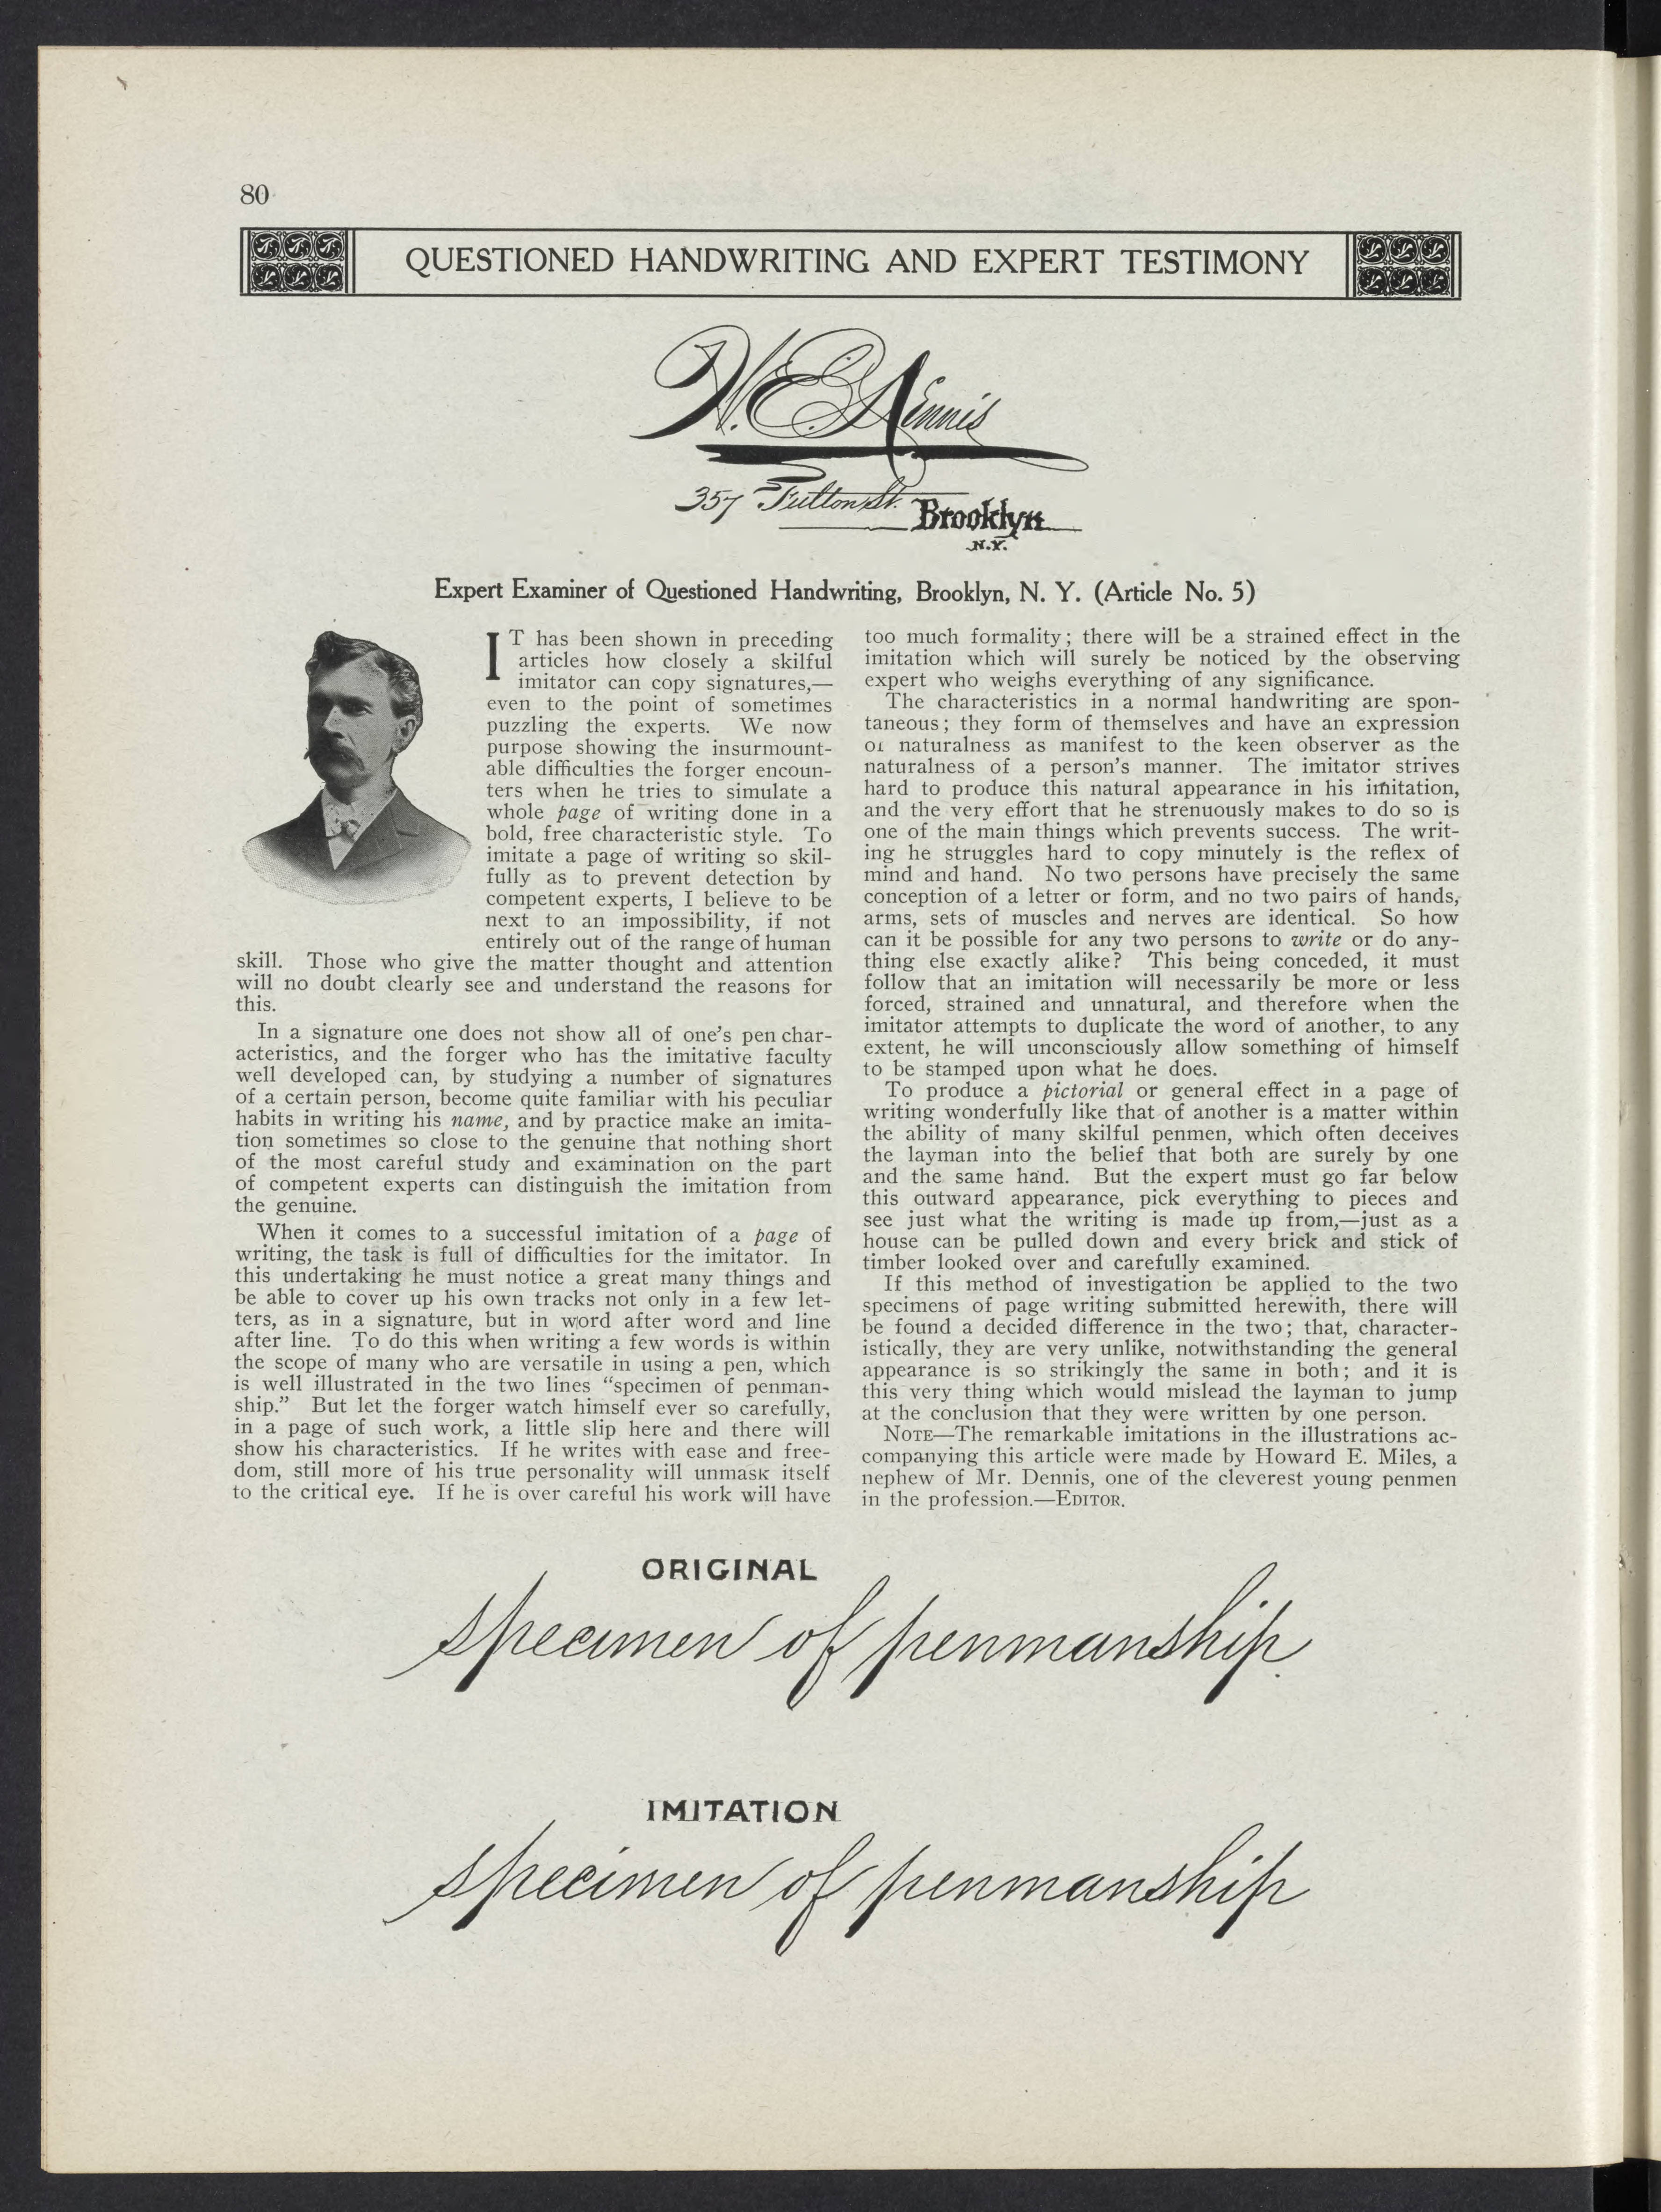 80
QUESTIONED HANDWRITING AND EXPERT TESTIMONY
W. E. Dennis
357 Fulton St. Brooklyn
N.Y.
Expert Examiner of Questioned Handwriting, Brooklyn, N. Y. (Article No. 5)
IT has been shown in preceding
articles how closely a skilful
imitator can copy signatures,—
even to the point of sometimes
puzzling the experts. We now
purpose showing the insurmount-
able difficulties the forger encoun-
ters when he tries to simulate a
whole page of writing done in a
bold, free characteristic style. To
imitate a page of writing so skil-
fully as to prevent detection by
competent experts, I believe to be
next to an impossibility, if not
entirely out of the range of human
skill. Those who give the matter thought and attention
will no doubt clearly see and understand the reasons for
this.
In a signature one does not show all of one's pen char-
acteristics, and the forger who has the imitative faculty
well developed can, by studying a number of signatures
of a certain person, become quite familiar with his peculiar
habits in writing his name, and by practice make an imita-
tion sometimes so close to the genuine that nothing short
of the most careful study and examination on the part
of competent experts can distinguish the imitation from
the genuine.
When it comes to a successful imitation of a page of
writing, the task is full of difficulties for the imitator. In
this undertaking he must notice a great many things and
be able to cover up his own tracks not only in a few let-
ters, as in a signature, but in word after word and line
after line. To do this when writing a few words is within
the scope of many who are versatile in using a pen, which
is well illustrated in the two lines "specimen of penman-
ship." But let the forger watch himself ever so carefully,
in a page of such work, a little slip here and there will
show his characteristics. If he writes with ease and free-
dom, still more of his true personality will unmask itself
to the critical eye. If he is over careful his work will have
too much formality; there will be a strained effect in the
imitation which will surely be noticed by the observing
expert who weighs everything of any significance.
The characteristics in a normal handwriting are spon-
taneous; they form of themselves and have an expression
of naturalness as manifest to the keen observer as the
naturalness of a person's manner. The imitator strives
hard to produce this natural appearance in his imitation,
and the very effort that he strenuously makes to do so is
one of the main things which prevents success. The writ-
ing he struggles hard to copy minutely is the reflex of
mind and hand. No two persons have precisely the same
conception of a letter or form, and no two pairs of hands,
arms, sets of muscles and nerves are identical. So how
can it be possible for any two persons to write or do any-
thing else exactly alike? This being conceded, it must
follow that an imitation will necessarily be more or less
forced, strained and unnatural, and therefore when the
imitator attempts to duplicate the word of another, to any
extent, he will unconsciously allow something of himself
to be stamped upon what he does.
To produce a pictorial or general effect in a page of
writing wonderfully like that of another is a matter within
the ability of many skilful penmen, which often deceives
the layman into the belief that both are surely by one
and the same hand. But the expert must go far below
this outward appearance, pick everything to pieces and
see just what the writing is made up from,—just as a
house can be pulled down and every brick and stick of
timber looked over and carefully examined.
If this method of investigation be applied to the two
specimens of page writing submitted herewith, there will
be found a decided difference in the two; that, character-
istically, they are very unlike, notwithstanding the general
appearance is so strikingly the same in both; and it is
this very thing which would mislead the layman to jump
at the conclusion that they were written by one person.
NOTE—The remarkable imitations in the illustrations ac-
companying this article were made by Howard E. Miles, a
nephew of Mr. Dennis, one of the cleverest young penmen
in the profession.—EDITOR.
ORIGINAL
specimen of penmanship
IMITATION
specimen of penmanship